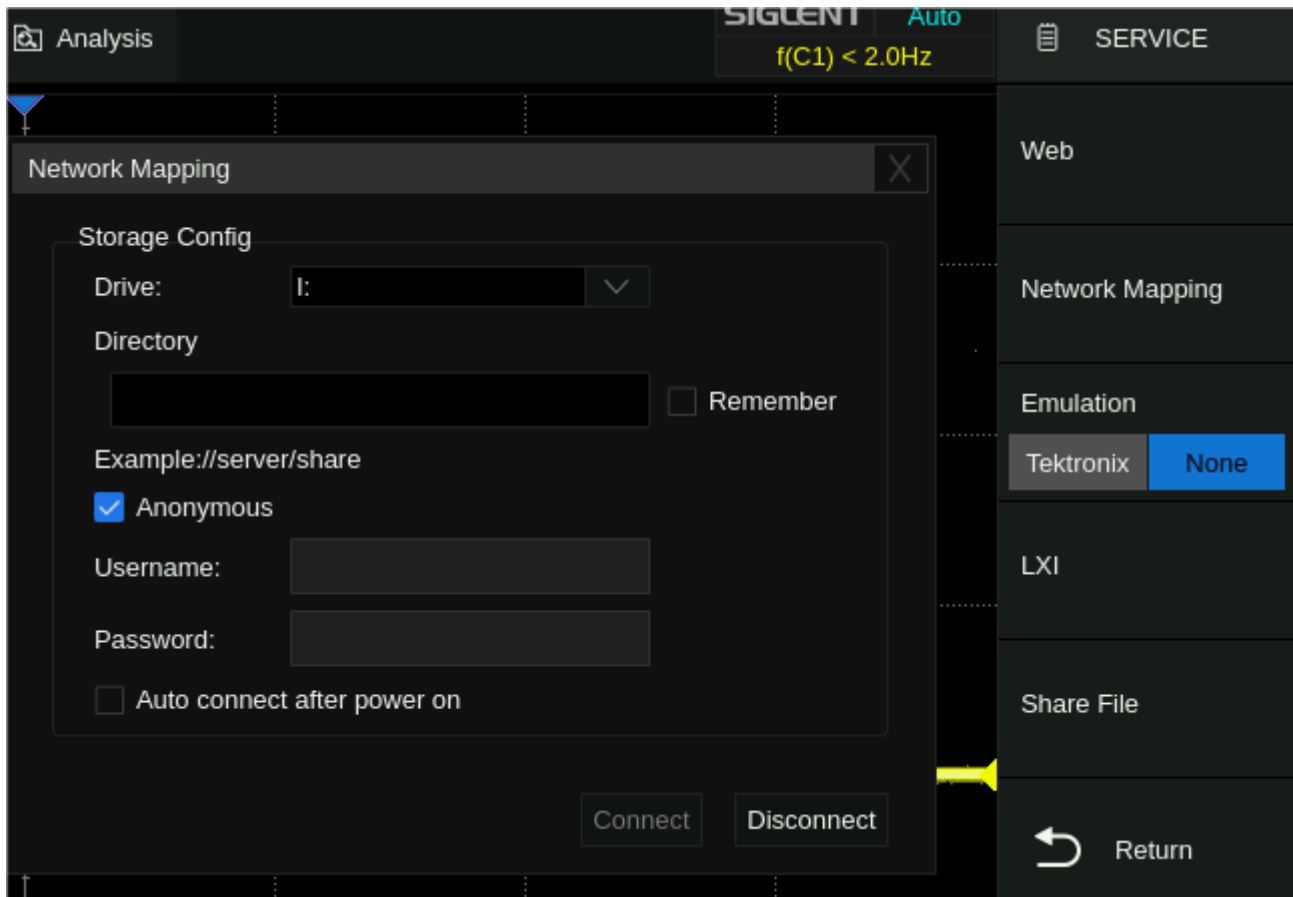 Analysis
SIGLENT Auto
f(C1) < 2.0Hz
SERVICE
Network Mapping
X
Storage Config
Drive: I:
Directory
Remember
Example://server/share
Anonymous
Username:
Password:
Auto connect after power on
Connect Disconnect
Web
Network Mapping
Emulation
Tektronix None
LXI
Share File
Return